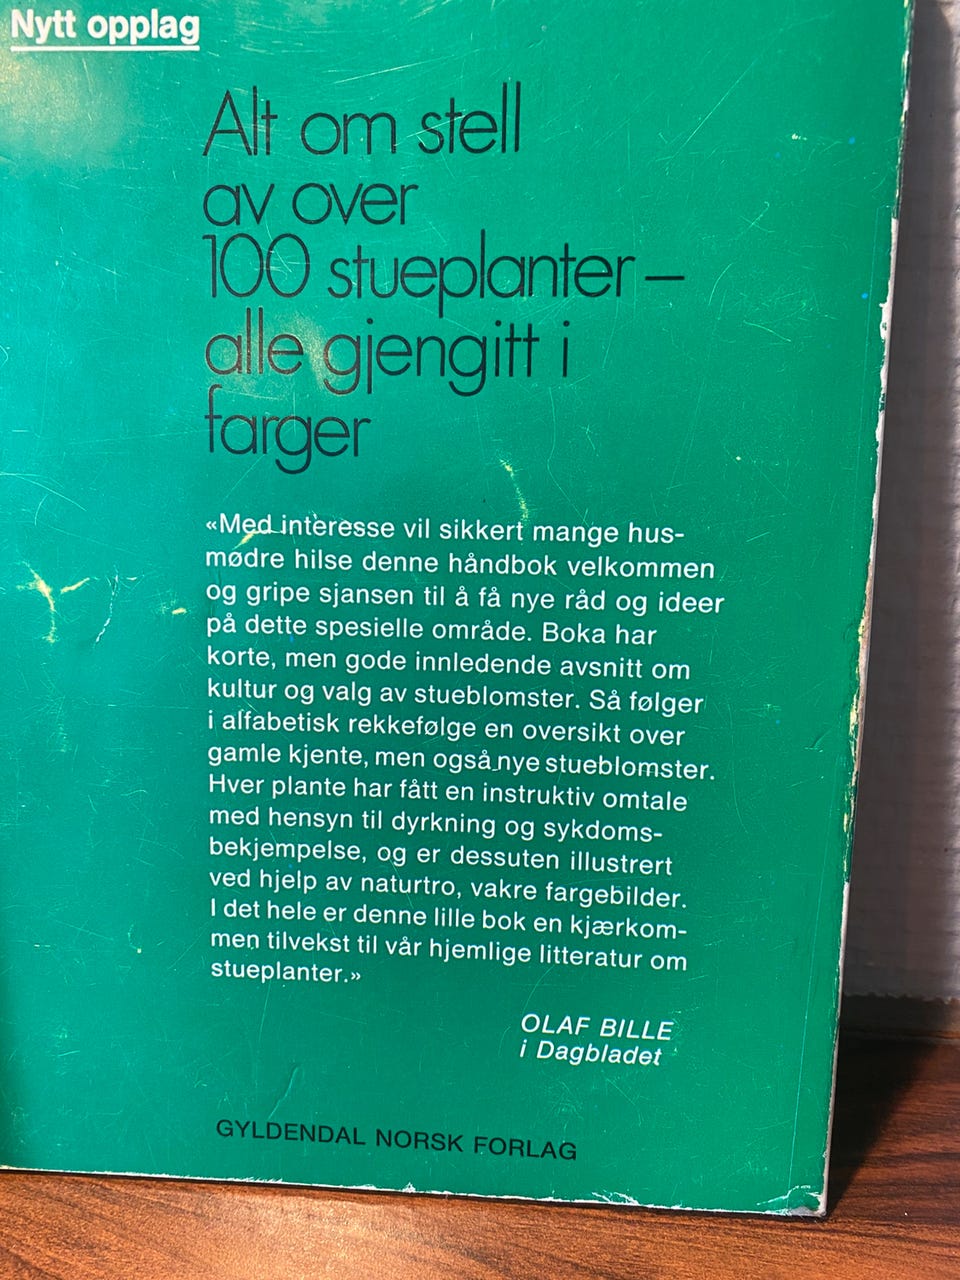 Nytt opplag
Alt om stell
av over
100 stueplanter –
alle gjengitt i
farger
«Med interesse vil sikkert mange hus-
mødre hilse denne håndbok velkommen
og gripe sjansen til å få nye råd og ideer
på dette spesielle område. Boka har
korte, men gode innledende avsnitt om
kultur og valg av stueblomster. Så følger
i alfabetisk rekkefølge en oversikt over
gamle kjente, men også nye stueblomster.
Hver plante har fått en instruktiv omtale
med hensyn til dyrkning og sykdoms-
bekjempelse, og er dessuten illustrert
ved hjelp av naturtro, vakre fargebilder.
I det hele er denne lille bok en kjærkom-
men tilvekst til vår hjemlige litteratur om
stueplanter.»
OLAF BILLE
i Dagbladet
GYLDENDAL NORSK FORLAG